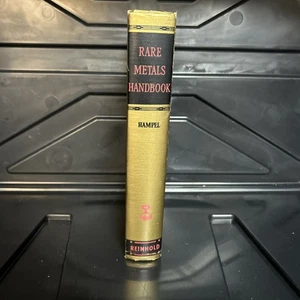 RARE
METALS
HANDBOOK
HAMPEL
REINHOLD